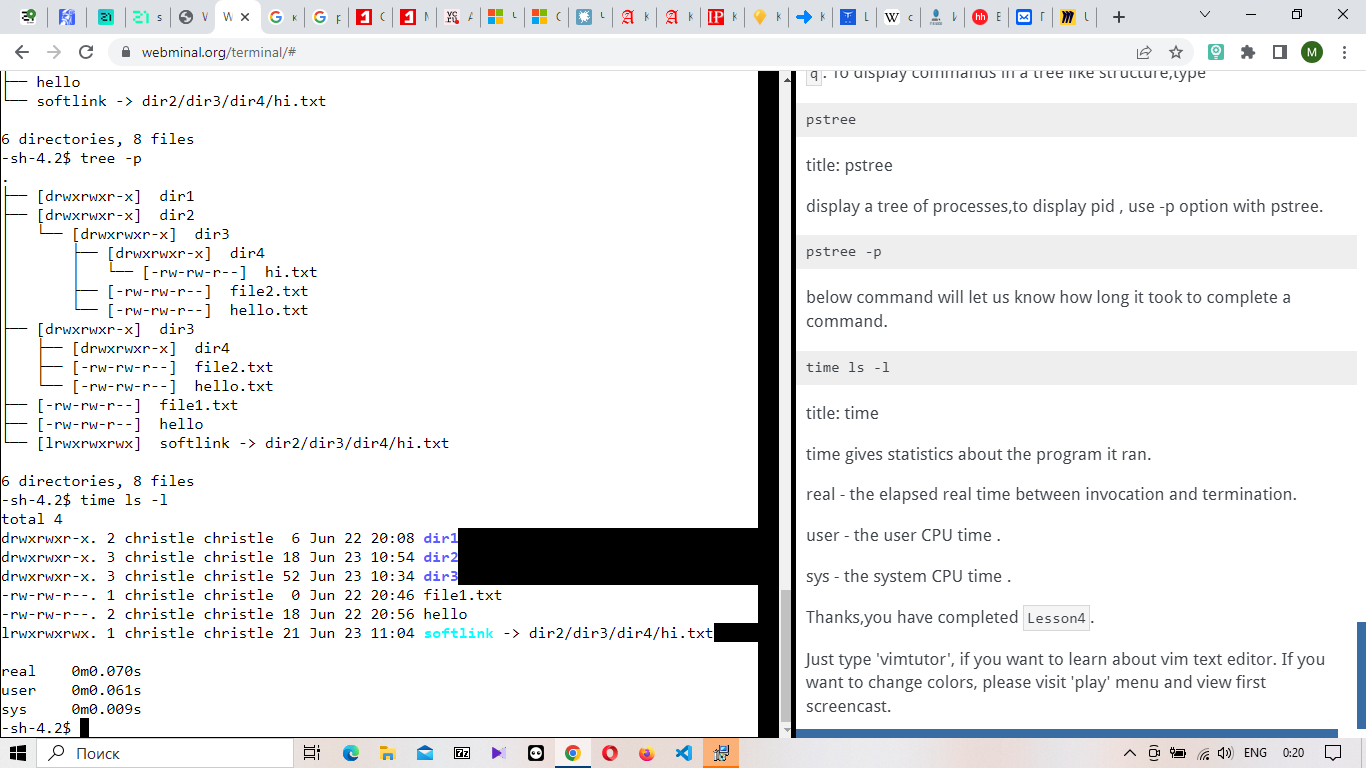 webminal.org/terminal/#
├── hello
└── softlink -> dir2/dir3/dir4/hi.txt
6 directories, 8 files
-sh-4.2$ tree -p
.
├── [drwxrwxr-x]  dir1
├── [drwxrwxr-x]  dir2
│   └── [drwxrwxr-x]  dir3
│       ├── [drwxrwxr-x]  dir4
│       │   └── [-rw-rw-r--]  hi.txt
│       ├── [-rw-rw-r--]  file2.txt
│       └── [-rw-rw-r--]  hello.txt
├── [drwxrwxr-x]  dir3
│   ├── [drwxrwxr-x]  dir4
│   ├── [-rw-rw-r--]  file2.txt
│   └── [-rw-rw-r--]  hello.txt
├── [-rw-rw-r--]  file1.txt
├── [-rw-rw-r--]  hello
└── [lrwxrwxrwx]  softlink -> dir2/dir3/dir4/hi.txt
6 directories, 8 files
-sh-4.2$ time ls -l
total 4
drwxrwxr-x. 2 christle christle  6 Jun 22 20:08 dir1
drwxrwxr-x. 3 christle christle 18 Jun 23 10:54 dir2
drwxrwxr-x. 3 christle christle 52 Jun 23 10:34 dir3
-rw-rw-r--. 1 christle christle  0 Jun 22 20:46 file1.txt
-rw-rw-r--. 2 christle christle 18 Jun 22 20:56 hello
lrwxrwxrwx. 1 christle christle 21 Jun 23 11:04 softlink -> dir2/dir3/dir4/hi.txt
real    0m0.070s
user    0m0.061s
sys     0m0.009s
-sh-4.2$
q. To display commands in a tree like structure,type
pstree
title: pstree
display a tree of processes,to display pid , use -p option with pstree.
pstree -p
below command will let us know how long it took to complete a
command.
time ls -l
title: time
time gives statistics about the program it ran.
real - the elapsed real time between invocation and termination.
user - the user CPU time .
sys - the system CPU time .
Thanks,you have completed Lesson4.
Just type 'vimtutor', if you want to learn about vim text editor. If you
want to change colors, please visit 'play' menu and view first
screencast.
Поиск
ENG
0:20